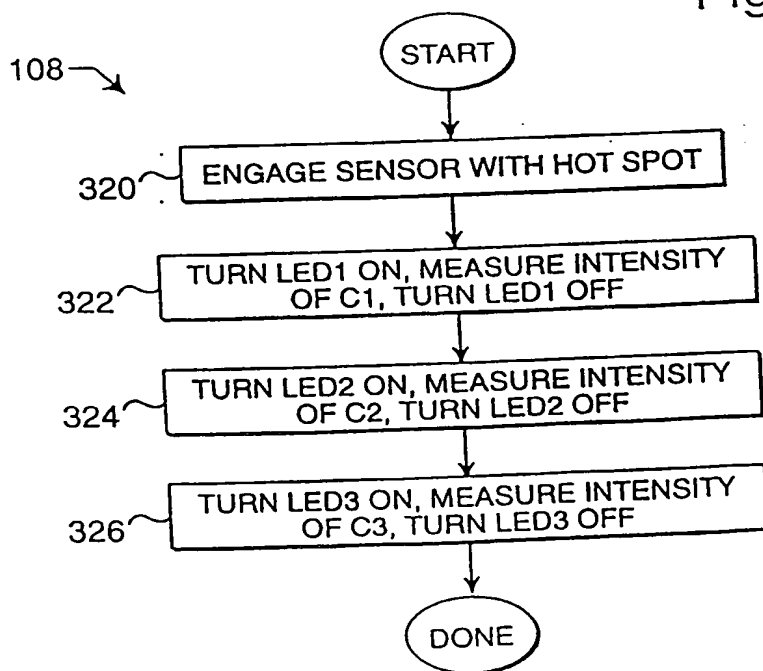 START
108
320
ENGAGE SENSOR WITH HOT SPOT
322
TURN LED1 ON, MEASURE INTENSITY
OF C1, TURN LED1 OFF
324
TURN LED2 ON, MEASURE INTENSITY
OF C2, TURN LED2 OFF
326
TURN LED3 ON, MEASURE INTENSITY
OF C3, TURN LED3 OFF
DONE